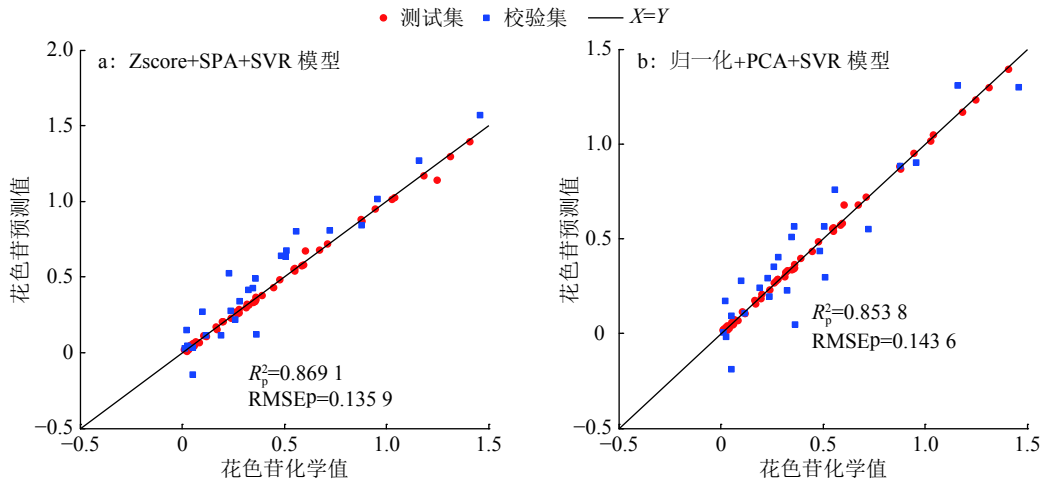 测试集 校验集 X=Y
a：Zscore+SPA+SVR 模型
2.0
1.5
1.0
0.5
0
−0.5
花色苷预测值
R²p=0.869 1
RMSEp=0.135 9
−0.5 0 0.5 1.0 1.5
花色苷化学值
b：归一化+PCA+SVR 模型
1.5
1.0
0.5
0
−0.5
花色苷预测值
R²p=0.853 8
RMSEp=0.143 6
−0.5 0 0.5 1.0 1.5
花色苷化学值